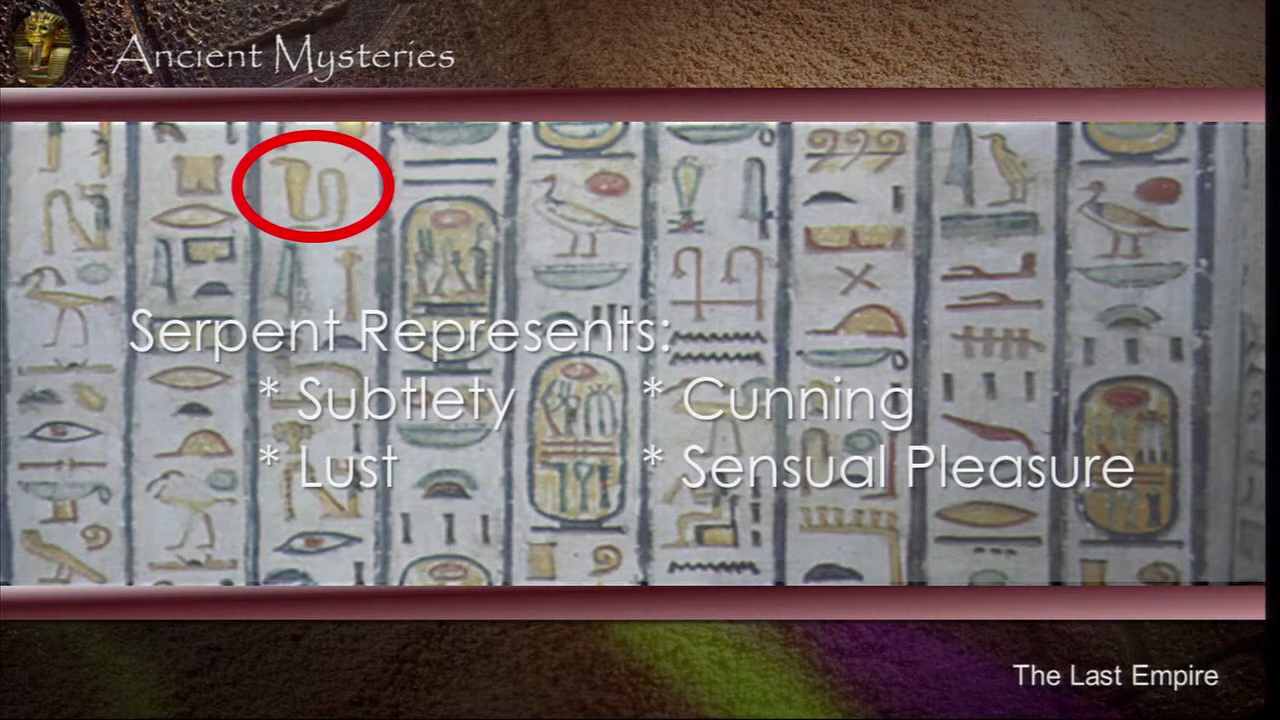 Ancient Mysteries
Serpent Represents:
* Subtlety * Cunning
* Lust * Sensual Pleasure
The Last Empire